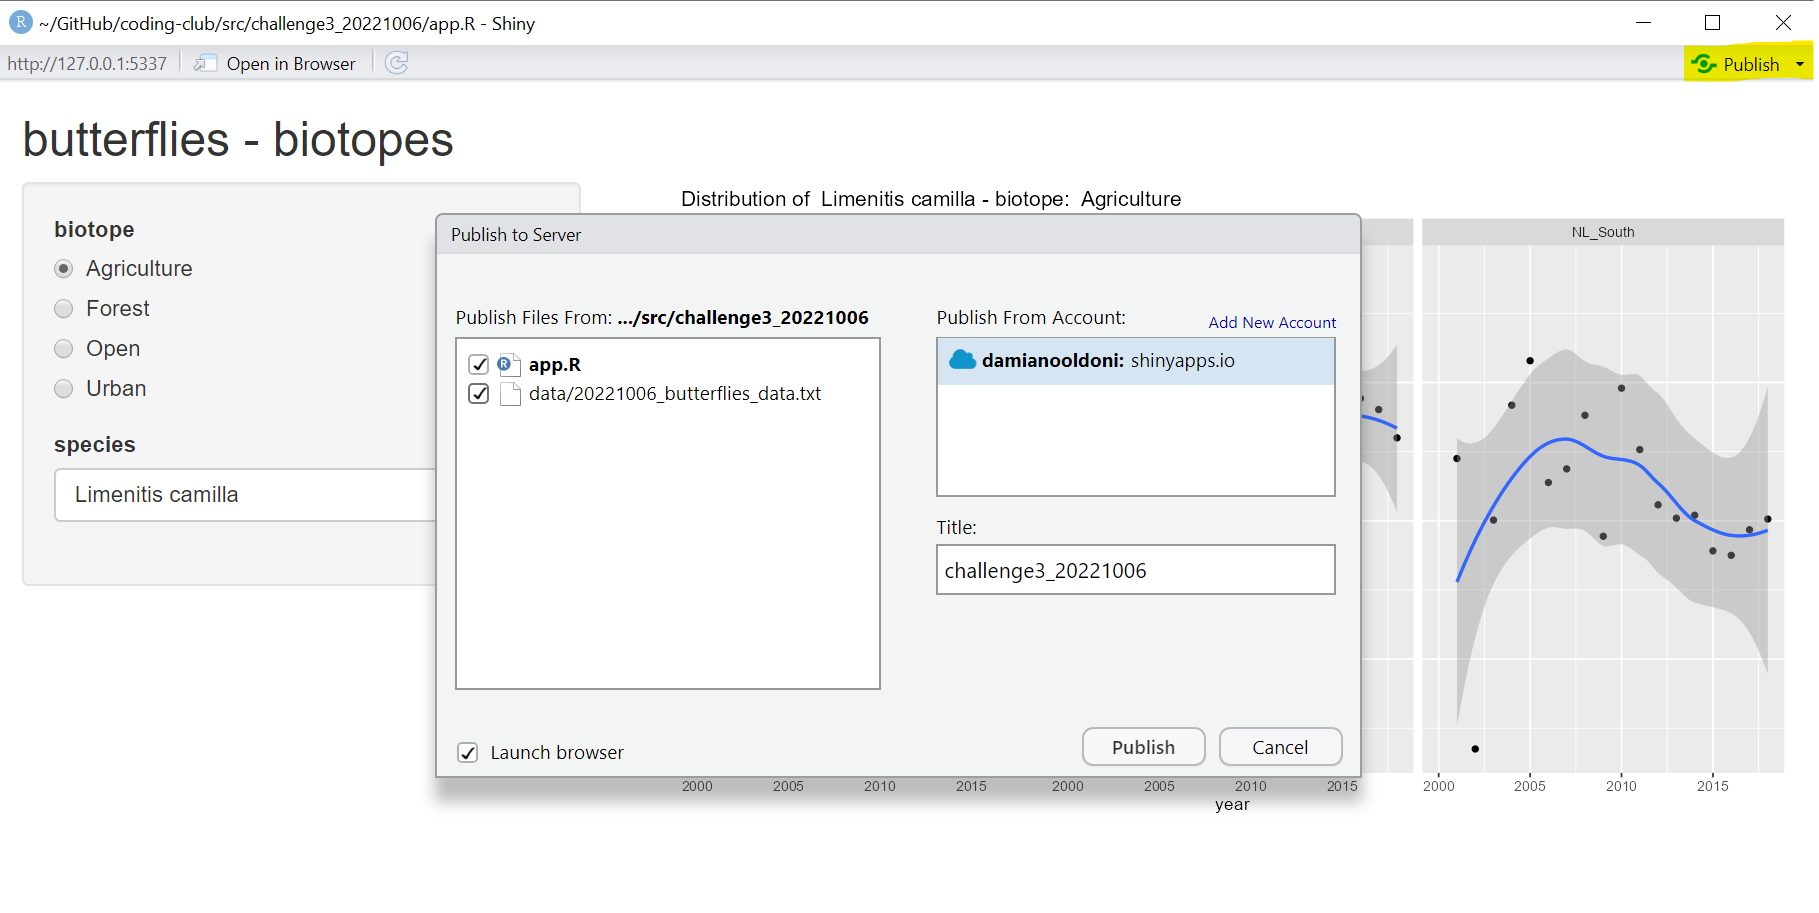 ~/GitHub/coding-club/src/challenge3_20221006/app.R - Shiny
http://127.0.0.1:5337 Open in Browser Publish
butterflies - biotopes
biotope
Agriculture
Forest
Open
Urban
species
Limenitis camilla
Distribution of Limenitis camilla - biotope: Agriculture
NL_South
Publish to Server
Publish Files From: .../src/challenge3_20221006
app.R
data/20221006_butterflies_data.txt
Publish From Account: Add New Account
damianooldoni: shinyapps.io
Title:
challenge3_20221006
Launch browser
Publish Cancel
2000 2005 2010 2015 2000 2005 2010 2015 2000 2005 2010 2015
year